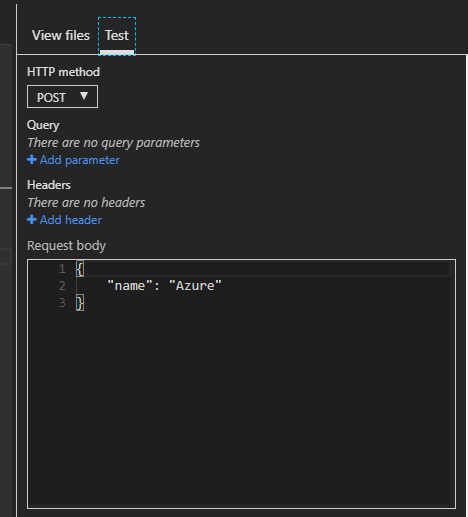 View files Test
HTTP method
POST ▼
Query
There are no query parameters
+ Add parameter
Headers
There are no headers
+ Add header
Request body
1 {
2 "name": "Azure"
3 }